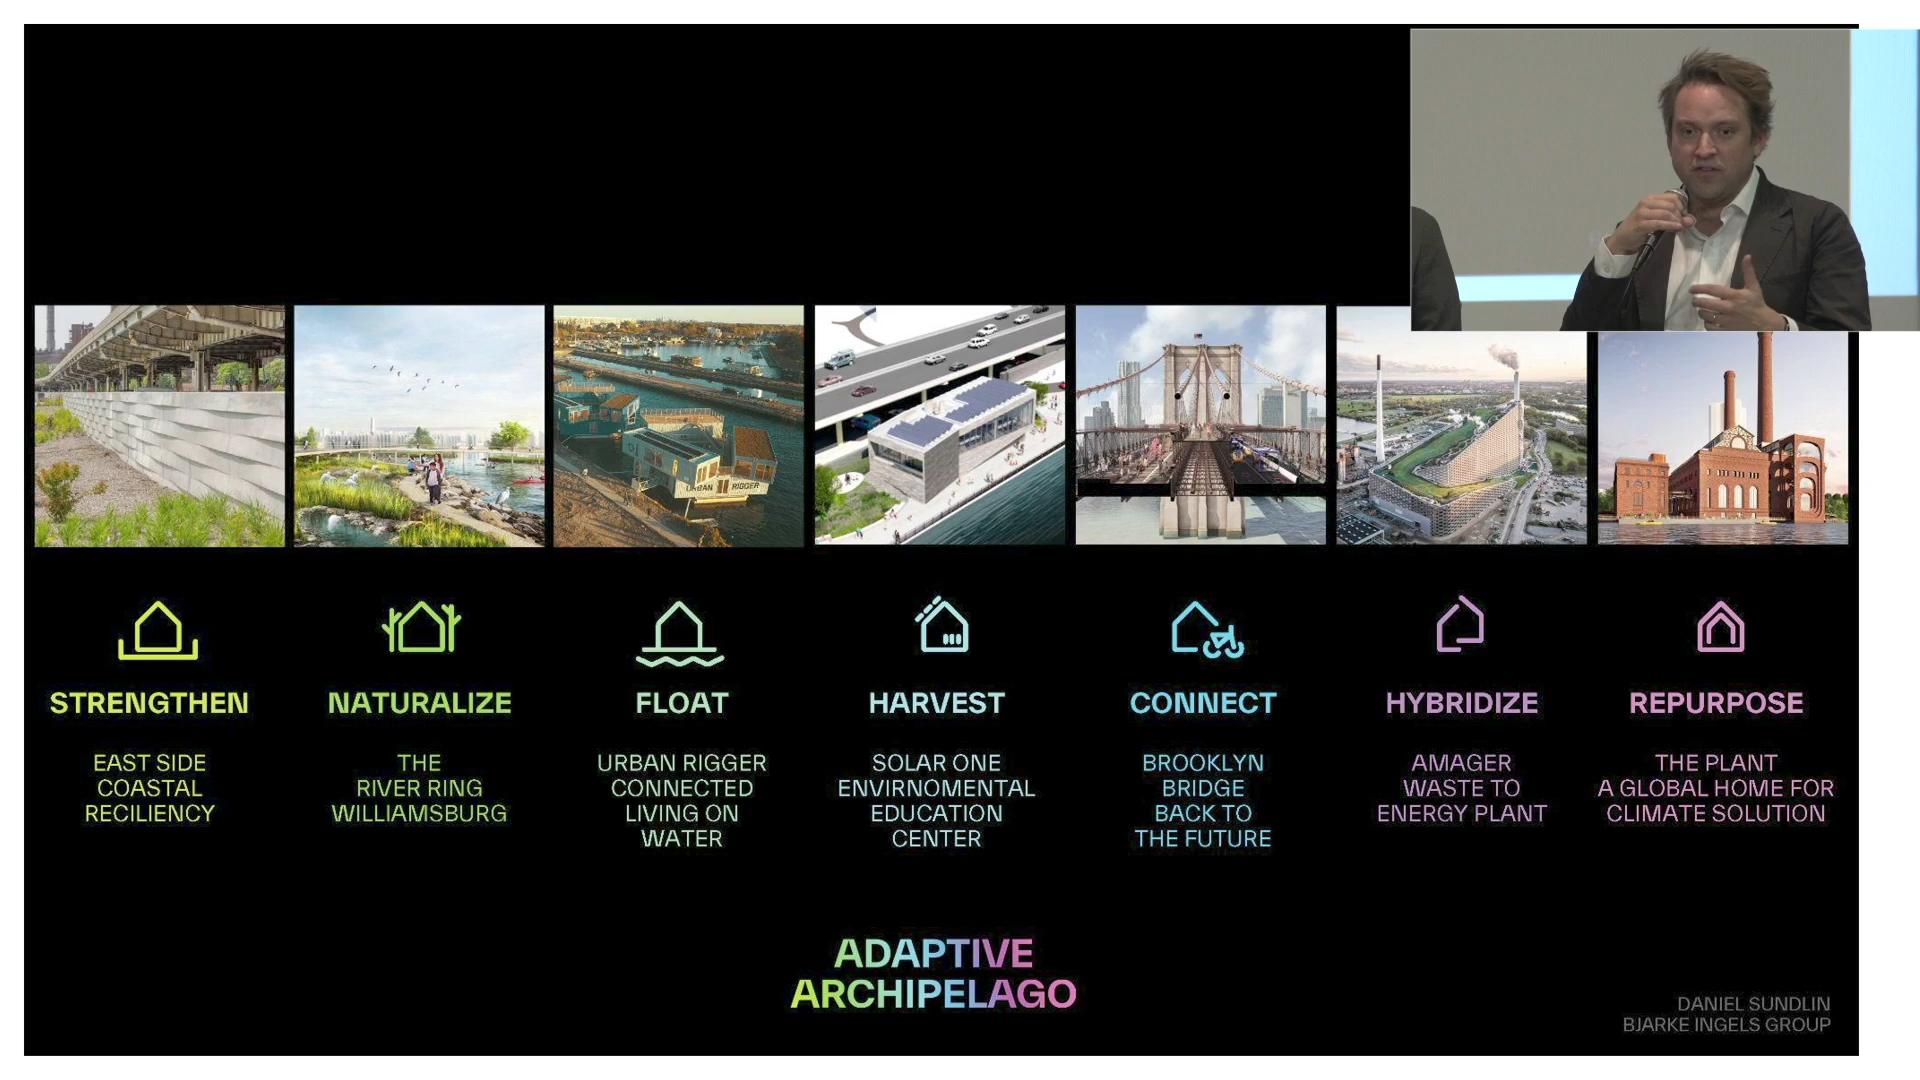 URBAN RIGGER
STRENGTHEN
EAST SIDE
COASTAL
RECILIENCY
NATURALIZE
THE
RIVER RING
WILLIAMSBURG
FLOAT
URBAN RIGGER
CONNECTED
LIVING ON
WATER
HARVEST
SOLAR ONE
ENVIRNOMENTAL
EDUCATION
CENTER
CONNECT
BROOKLYN
BRIDGE
BACK TO
THE FUTURE
HYBRIDIZE
AMAGER
WASTE TO
ENERGY PLANT
REPURPOSE
THE PLANT
A GLOBAL HOME FOR
CLIMATE SOLUTION
ADAPTIVE
ARCHIPELAGO
DANIEL SUNDLIN
BJARKE INGELS GROUP